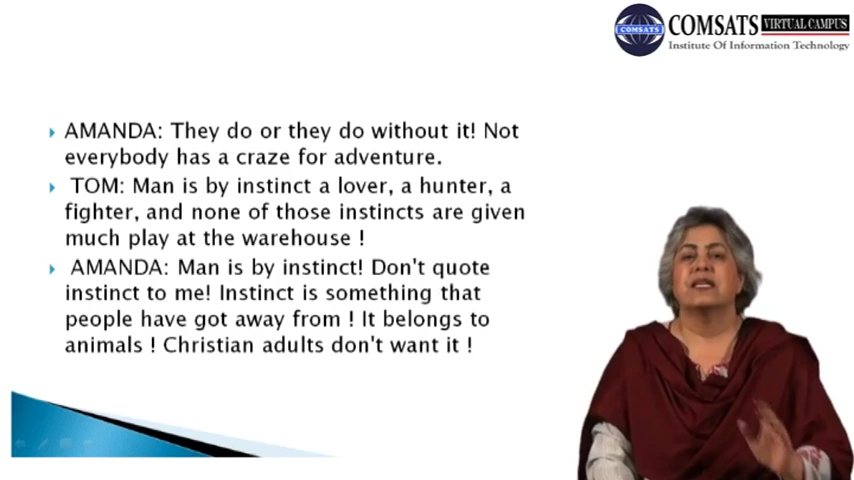 COMSATS VIRTUAL CAMPUS
COMSATS
Institute Of Information Technology
AMANDA: They do or they do without it! Not
everybody has a craze for adventure.
TOM: Man is by instinct a lover, a hunter, a
fighter, and none of those instincts are given
much play at the warehouse !
AMANDA: Man is by instinct! Don't quote
instinct to me! Instinct is something that
people have got away from ! It belongs to
animals ! Christian adults don't want it !